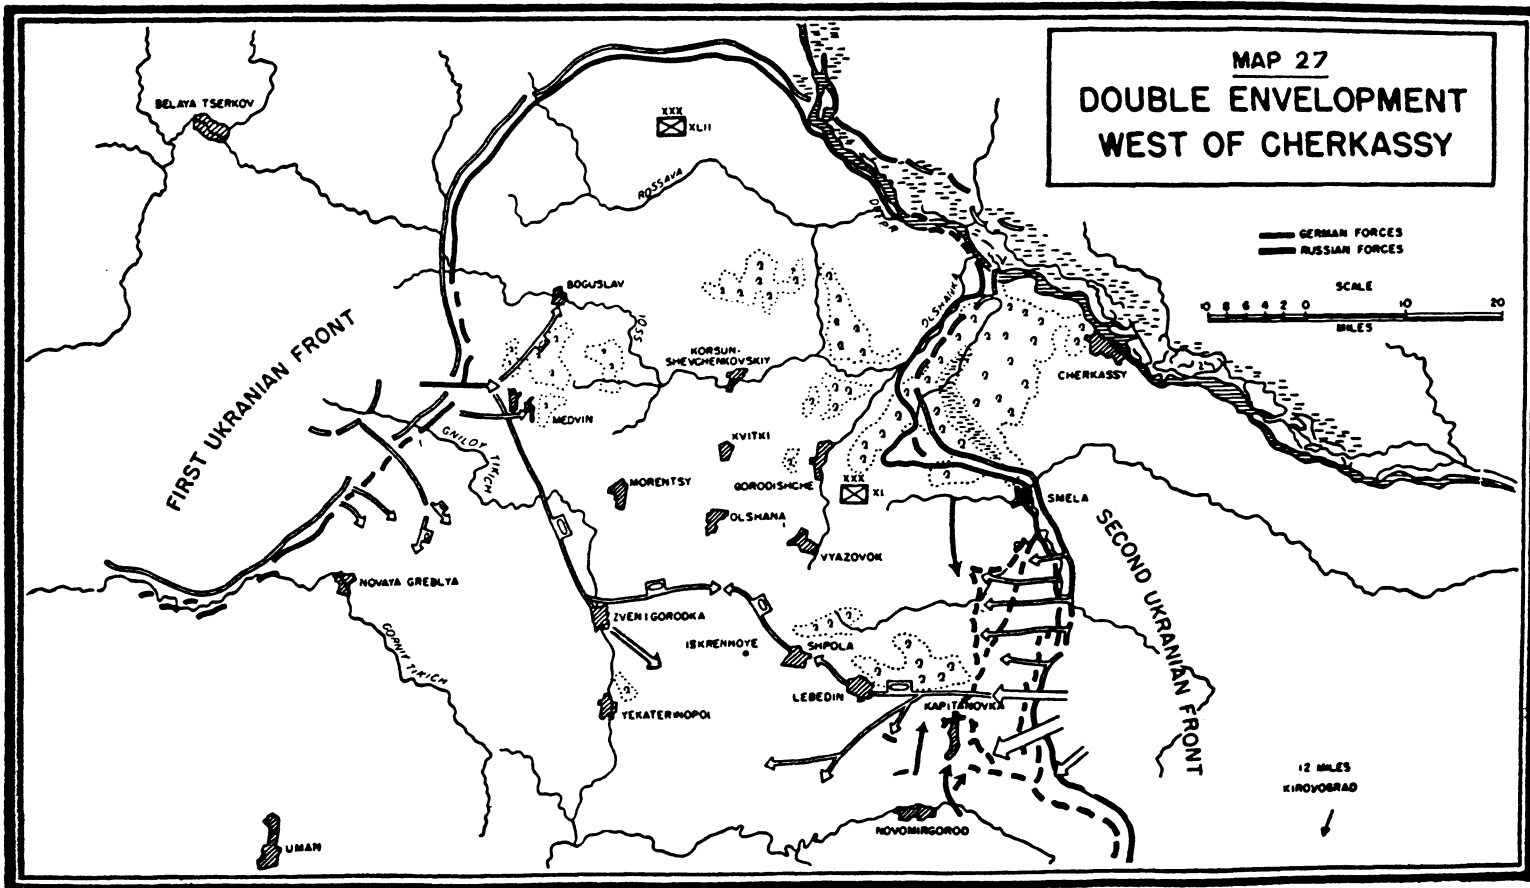 MAP 27
DOUBLE ENVELOPMENT
WEST OF CHERKASSY
GERMAN FORCES
RUSSIAN FORCES
SCALE
10 8 6 4 2 0 10 20
MILES
BELAYA TSERKOV
XXX
XLII
ROSSAVA
DNEPR
BOGUSLAV
ROSS
OLSHANKA
KORSUN-
SHEVCHENKOVSKIY
CHERKASSY
FIRST UKRANIAN FRONT
MEDVIN
GNILOY TIKICH
KVITKI
MORENTSY
GORODISHCHE
XXX
XI
SMELA
OLSHANA
VYAZOVOK
SECOND UKRANIAN FRONT
NOVAYA GREBLYA
ZVENIGORODKA
ISKRENNOYE
SHPOLA
GORNIY TIKICH
LEBEDIN
KAPITANOVKA
YEKATERINOPOL
12 MILES
KIROVOGRAD
NOVOMIRGOROD
UMAN